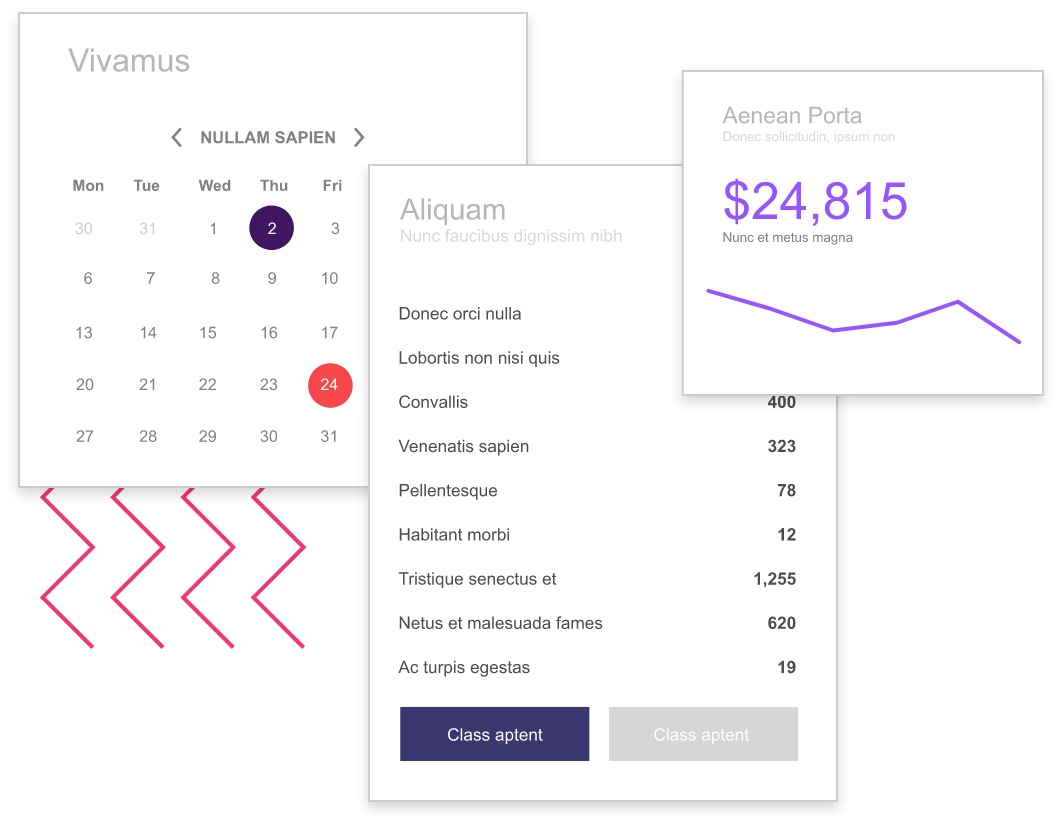 Vivamus
NULLAM SAPIEN
Mon Tue Wed Thu Fri
30 31 1 2 3
6 7 8 9 10
13 14 15 16 17
20 21 22 23 24
27 28 29 30 31
Aliquam
Nunc faucibus dignissim nibh
Donec orci nulla
Lobortis non nisi quis
Convallis 400
Venenatis sapien 323
Pellentesque 78
Habitant morbi 12
Tristique senectus et 1,255
Netus et malesuada fames 620
Ac turpis egestas 19
Class aptent Class aptent
Aenean Porta
Donec sollicitudin, ipsum non
$24,815
Nunc et metus magna